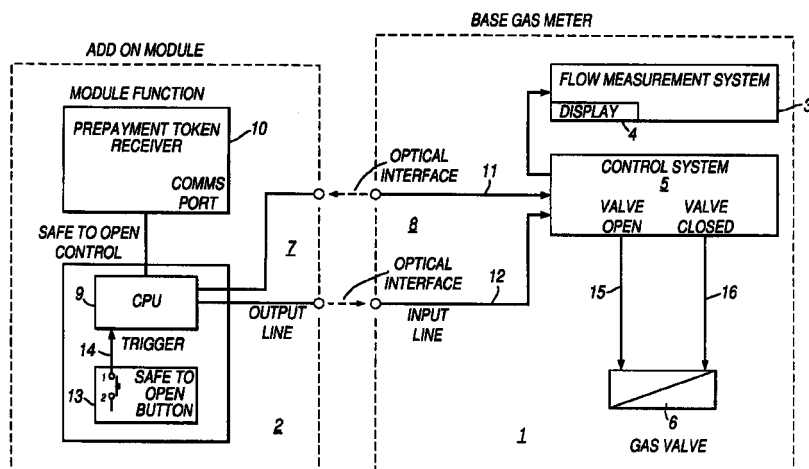 BASE GAS METER
ADD ON MODULE
MODULE FUNCTION
PREPAYMENT TOKEN
RECEIVER
10
COMMS
PORT
SAFE TO OPEN
CONTROL
9
CPU
TRIGGER
14
13
1
2
SAFE TO
OPEN
BUTTON
7
OUTPUT
LINE
2
OPTICAL
INTERFACE
8
OPTICAL
INTERFACE
11
12
INPUT
LINE
FLOW MEASUREMENT SYSTEM
DISPLAY
3
4
CONTROL SYSTEM
5
VALVE
OPEN
VALVE
CLOSED
15
16
6
GAS VALVE
1